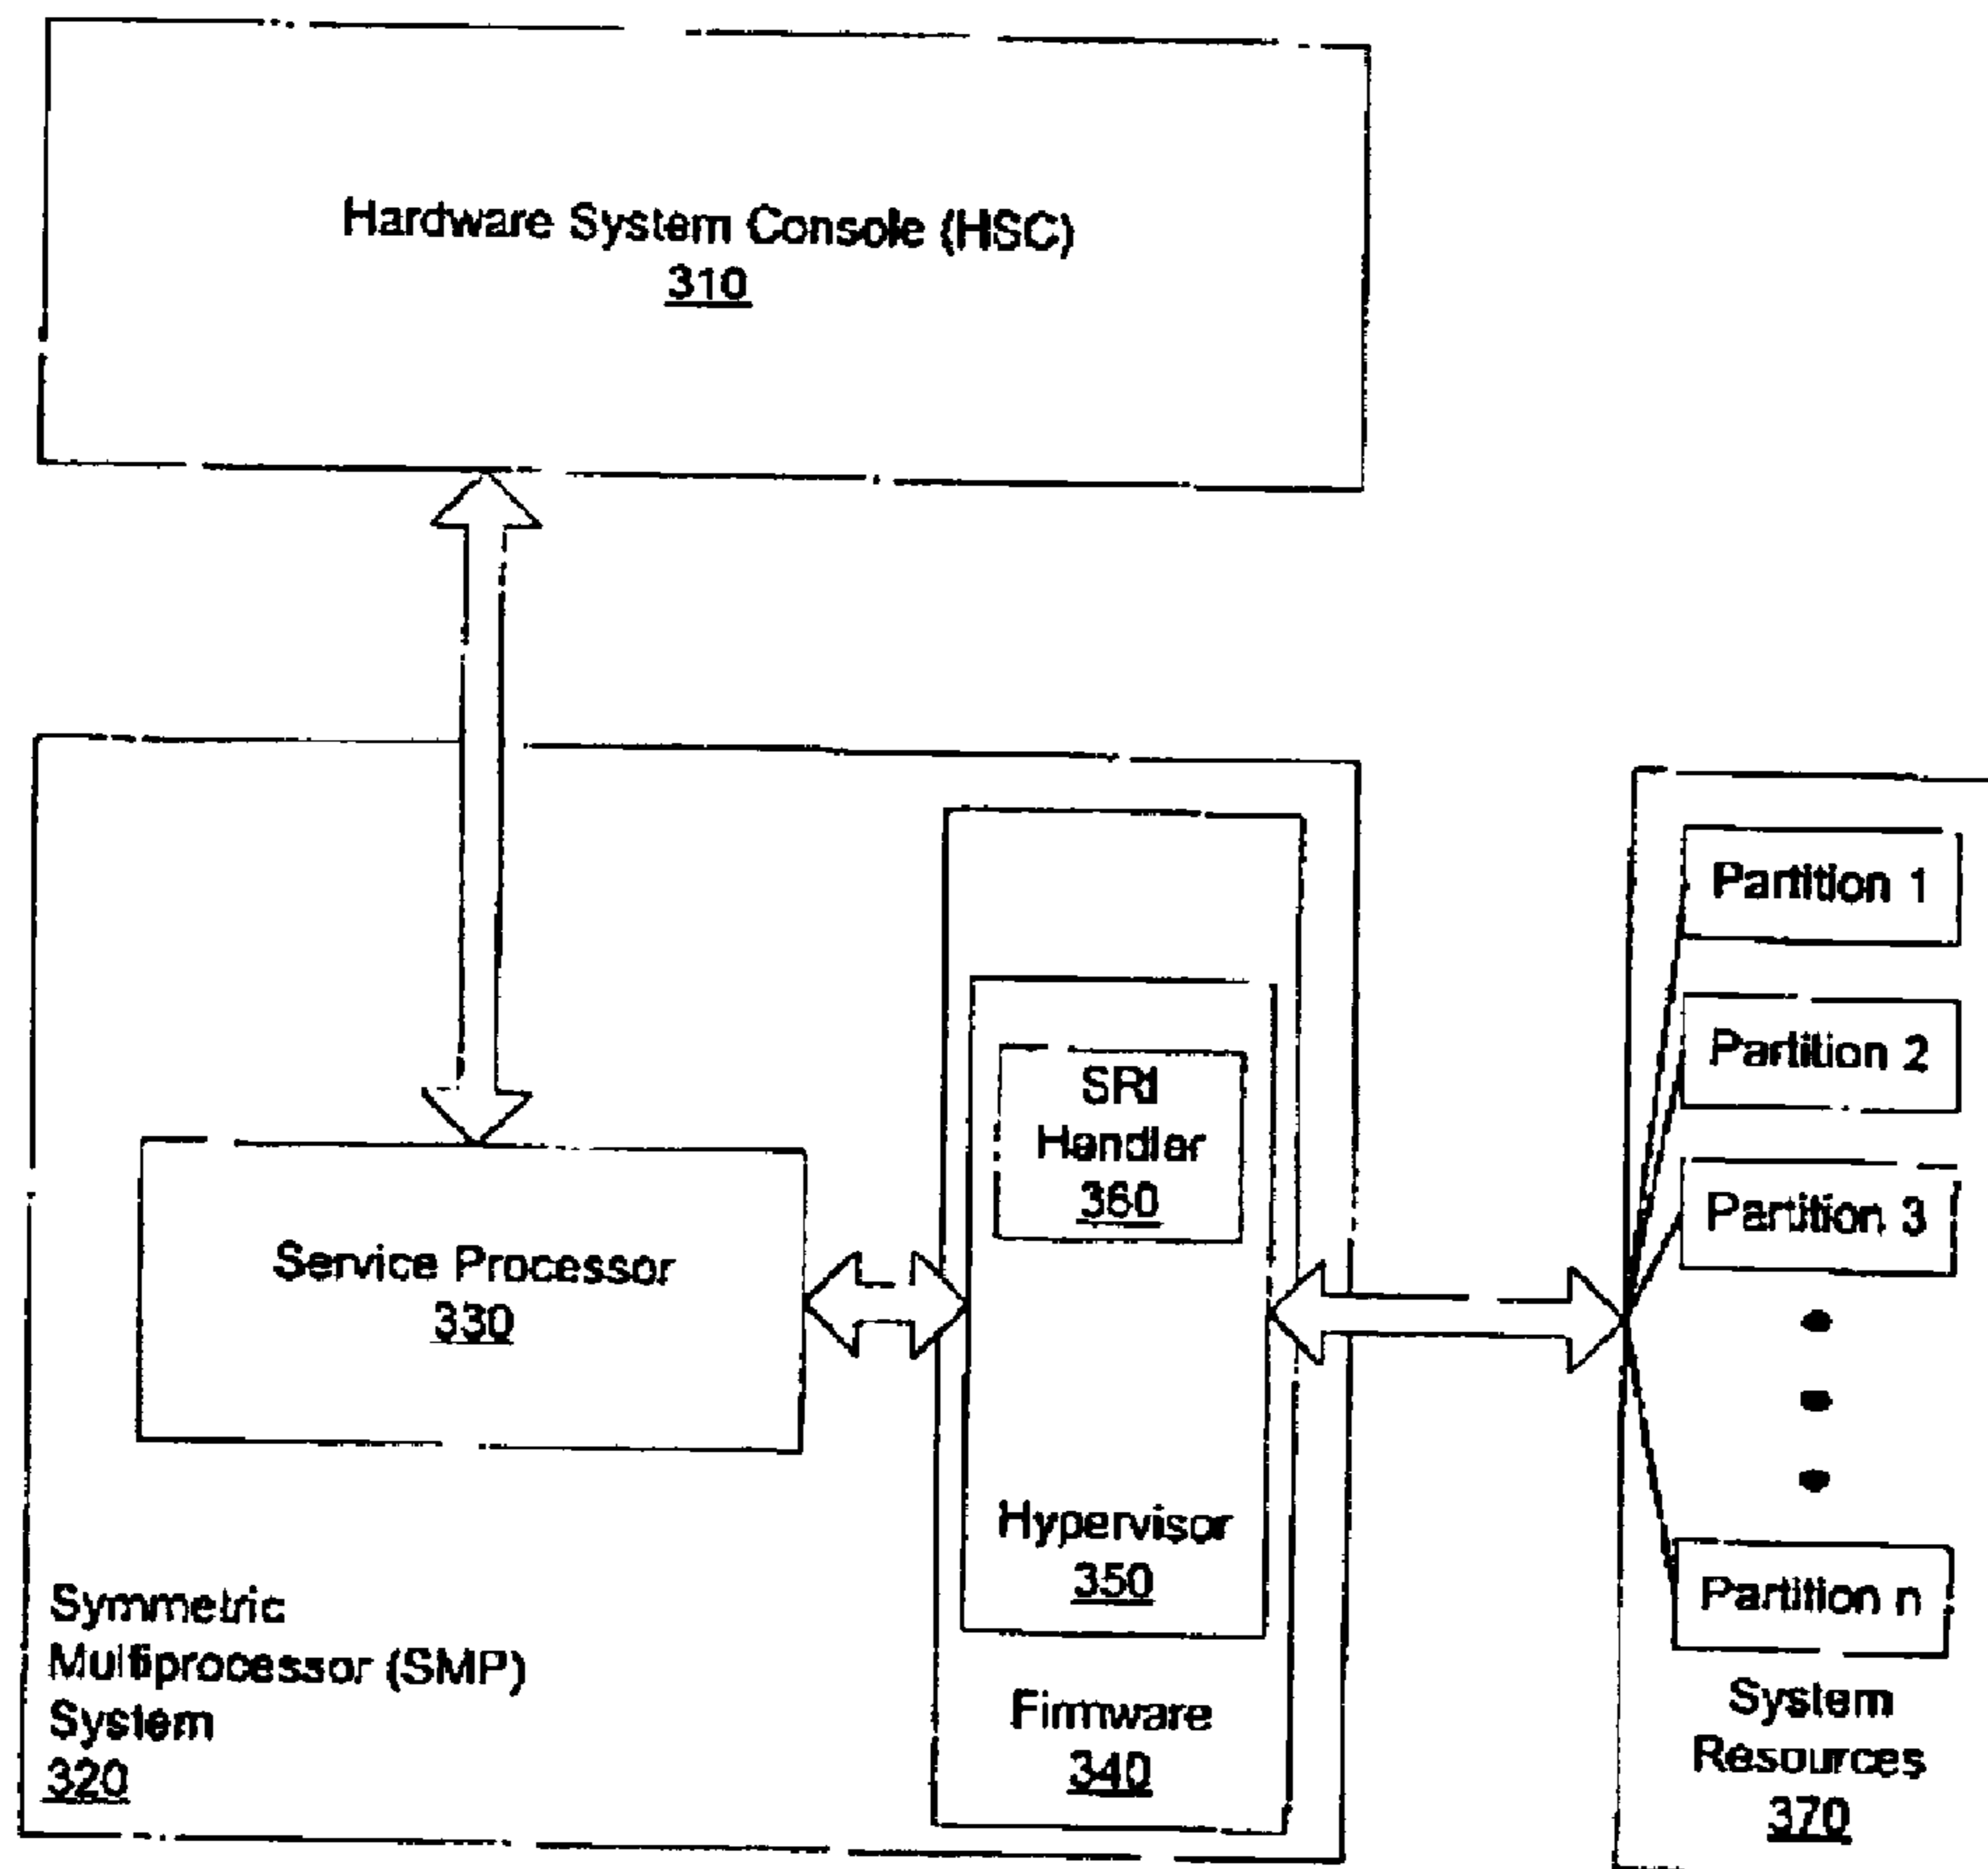 Hardware System Console (HSC)
310
SRI
Handler
360
Service Processor
330
Hypervisor
350
Firmware
340
Symmetric
Multiprocessor (SMP)
System
320
Partition 1
Partition 2
Partition 3
Partition n
System
Resources
370